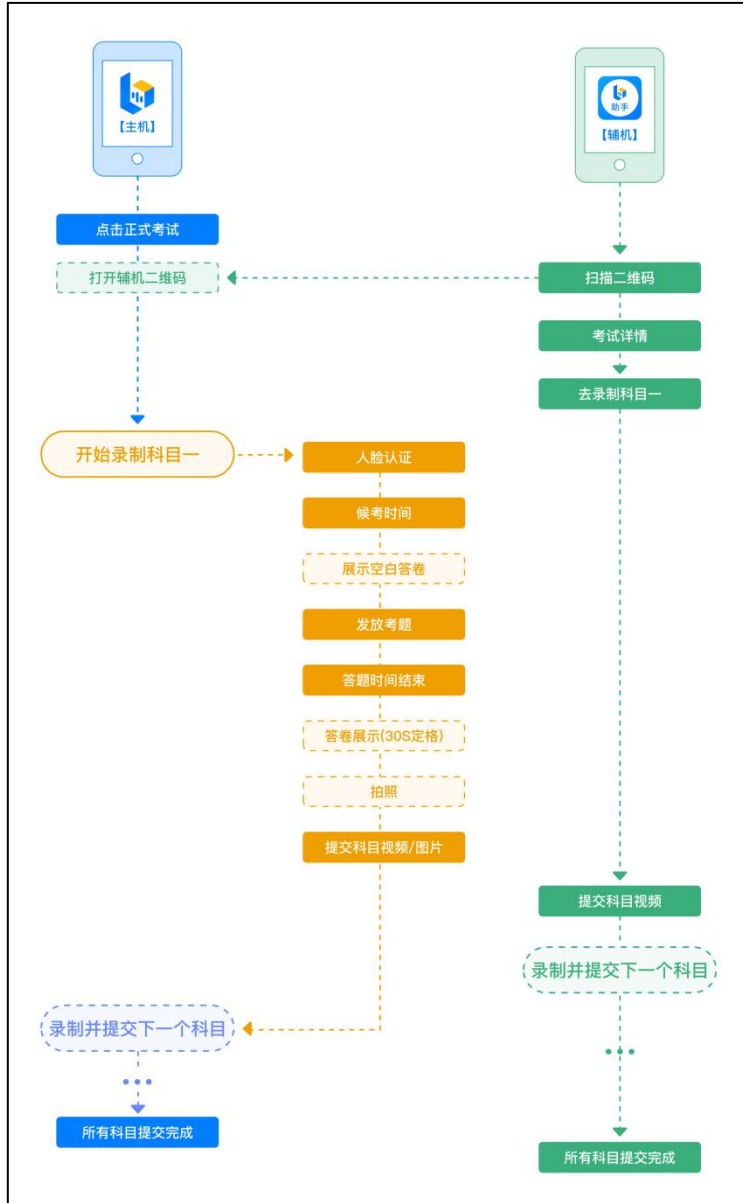 【主机】
助手
【辅机】
点击正式考试
打开辅机二维码
扫描二维码
考试详情
去录制科目一
开始录制科目一
人脸认证
候考时间
展示空白答卷
发放考题
答题时间结束
答卷展示(30S定格)
拍照
提交科目视频/图片
提交科目视频
录制并提交下一个科目
录制并提交下一个科目
所有科目提交完成
所有科目提交完成